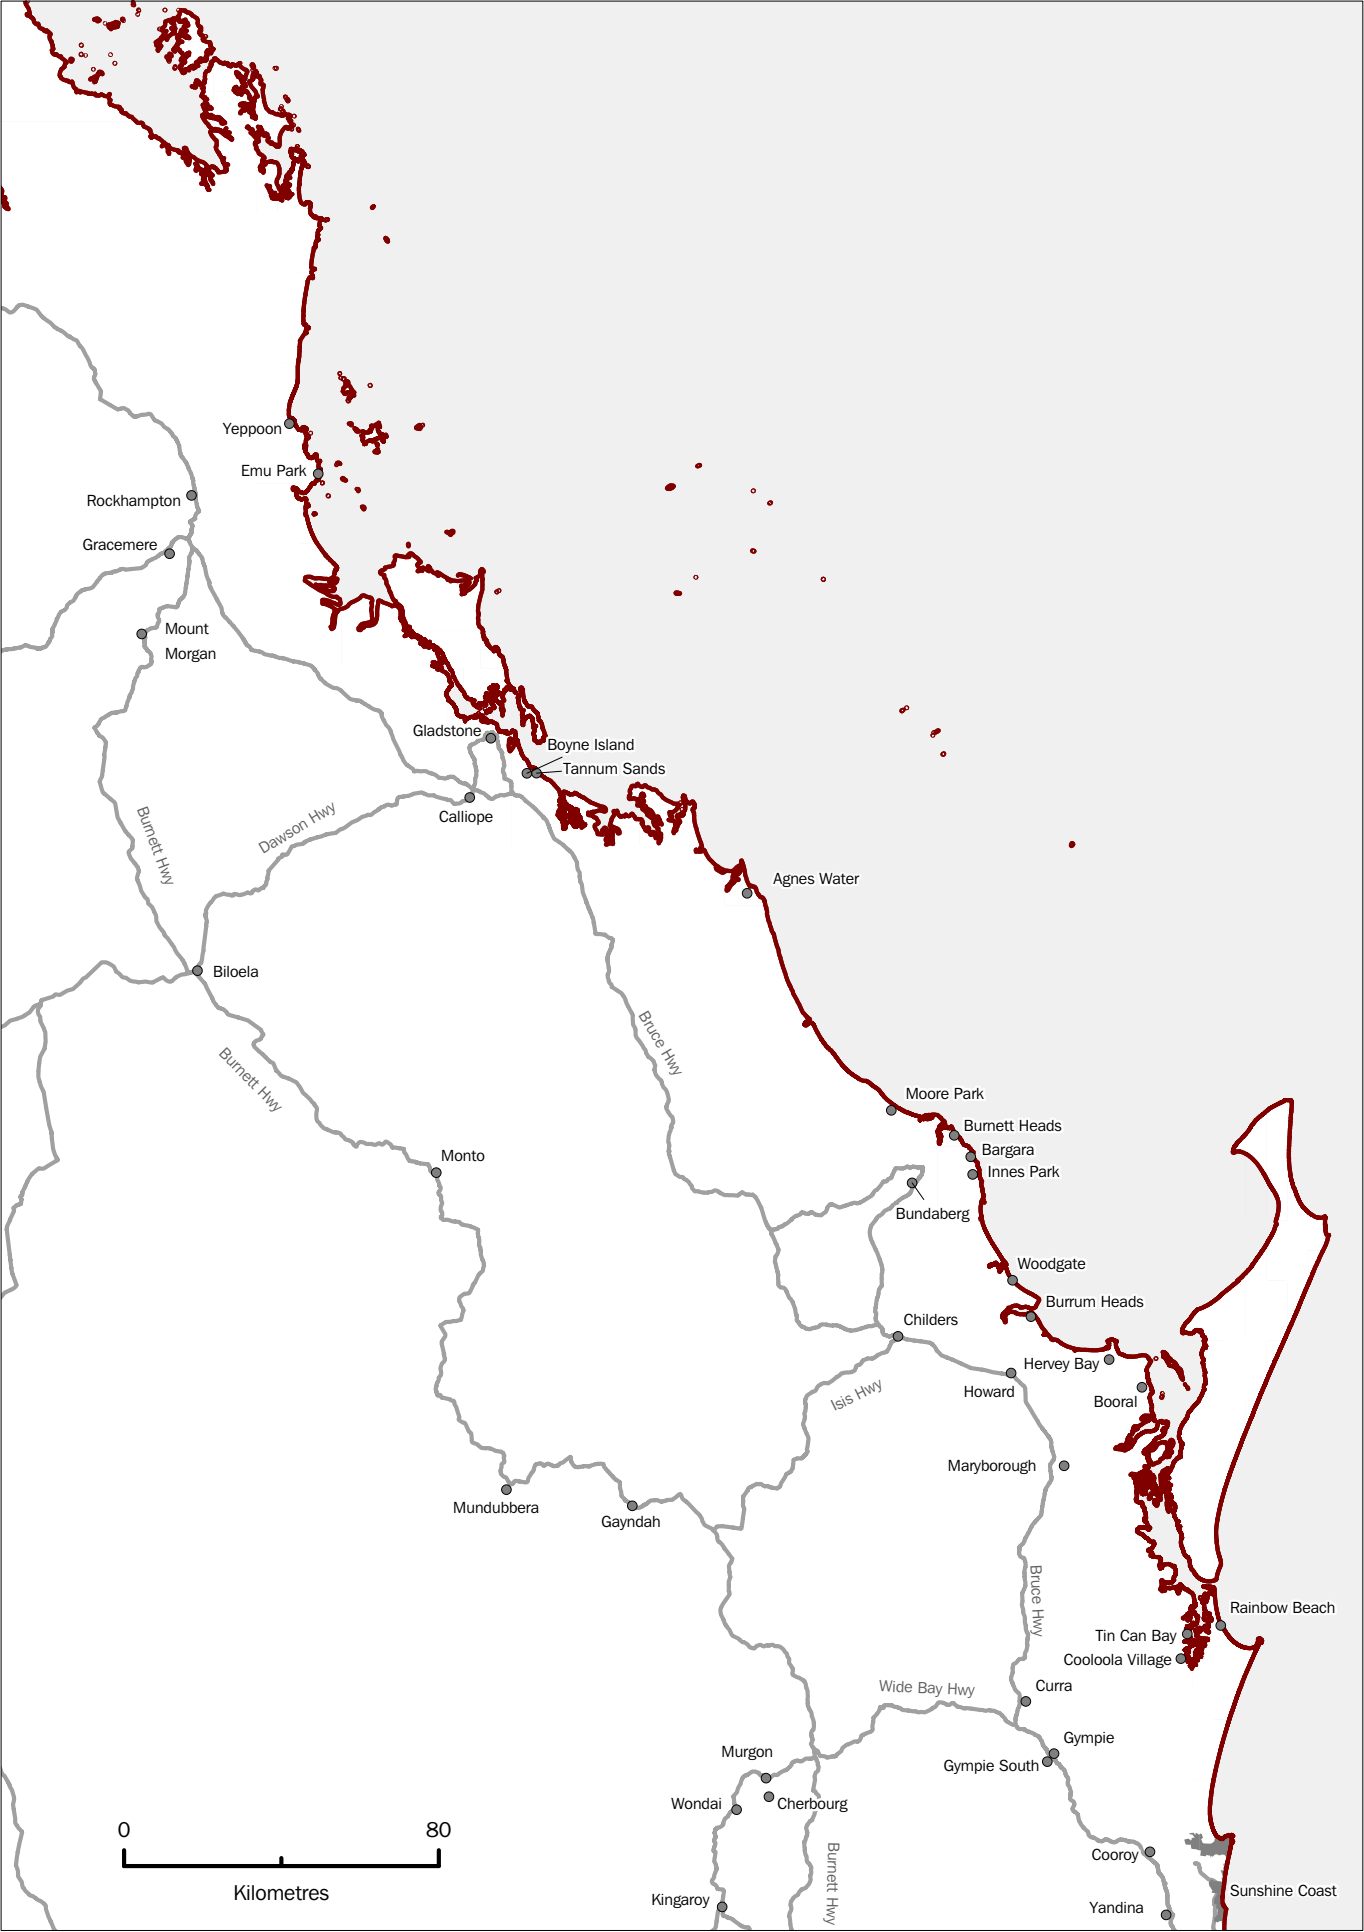 Yeppoon
Emu Park
Rockhampton
Gracemere
Mount
Morgan
Gladstone
Boyne Island
Tannum Sands
Calliope
Burnett Hwy
Dawson Hwy
Agnes Water
Biloela
Bruce Hwy
Burnett Hwy
Moore Park
Burnett Heads
Bargara
Innes Park
Monto
Bundaberg
Woodgate
Burrum Heads
Childers
Hervey Bay
Howard
Booral
Isis Hwy
Maryborough
Mundubbera
Gayndah
Bruce Hwy
Rainbow Beach
Tin Can Bay
Cooloola Village
Curra
Wide Bay Hwy
Gympie
Gympie South
Murgon
Wondai
Cherbourg
0 80
Kilometres
Burnett Hwy
Cooroy
Sunshine Coast
Kingaroy
Yandina